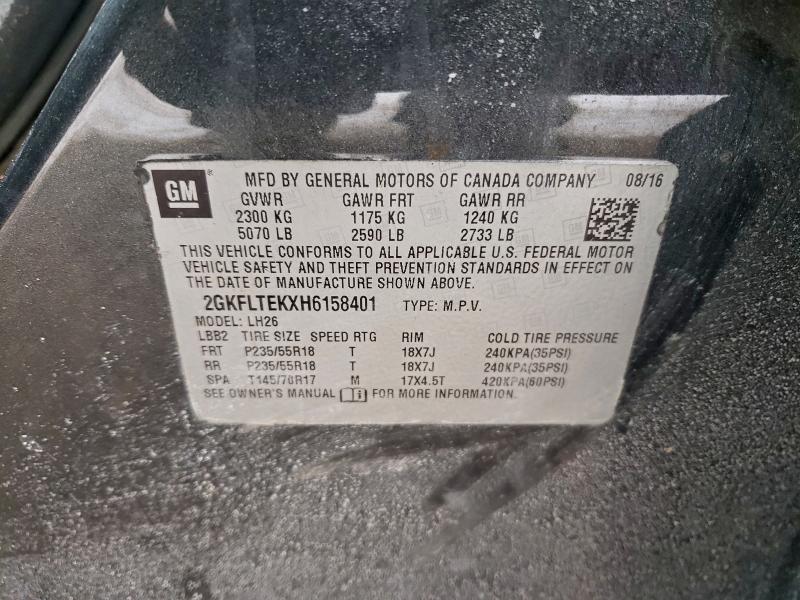 GM ® MFD BY GENERAL MOTORS OF CANADA COMPANY 08/16
GVWR GAWR FRT GAWR RR
2300 KG 1175 KG 1240 KG
5070 LB 2590 LB 2733 LB
THIS VEHICLE CONFORMS TO ALL APPLICABLE U.S. FEDERAL MOTOR
VEHICLE SAFETY AND THEFT PREVENTION STANDARDS IN EFFECT ON
THE DATE OF MANUFACTURE SHOWN ABOVE.
2GKFLTEKXH6158401 TYPE: M.P.V.
MODEL: LH26
LBB2 TIRE SIZE SPEED RTG RIM COLD TIRE PRESSURE
FRT P235/55R18 T 18X7J 240KPA(35PSI)
RR P235/55R18 T 18X7J 240KPA(35PSI)
SPA T145/70R17 M 17X4.5T 420KPA(60PSI)
SEE OWNER'S MANUAL FOR MORE INFORMATION.